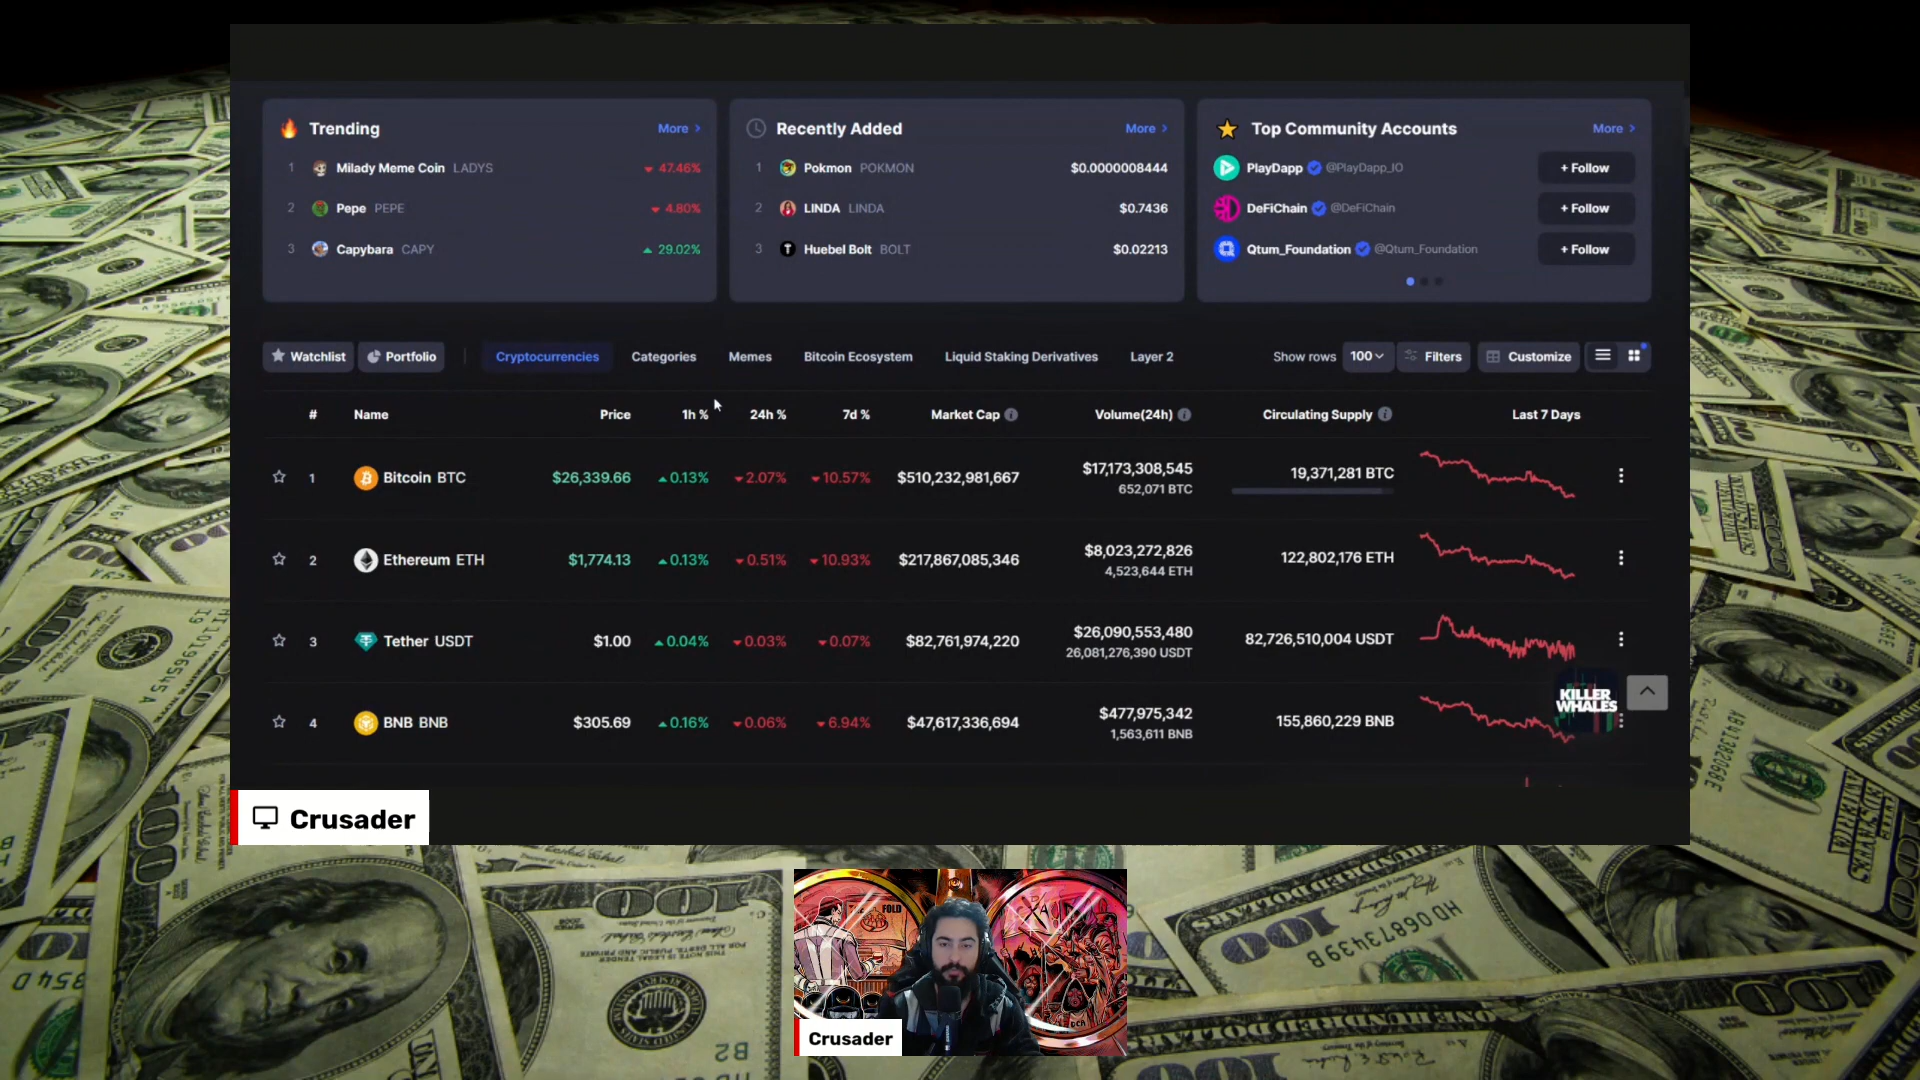 Trending
More >
1 Milady Meme Coin LADYS 47.46%
2 Pepe PEPE 4.80%
3 Capybara CAPY 29.02%
Recently Added
More >
1 Pokmon POKMON $0.0000008444
2 LINDA LINDA $0.7436
3 Huebel Bolt BOLT $0.02213
Top Community Accounts
More >
PlayDapp @PlayDapp_IO + Follow
DeFiChain @DeFiChain + Follow
Qtum_Foundation @Qtum_Foundation + Follow
Watchlist Portfolio Cryptocurrencies Categories Memes Bitcoin Ecosystem Liquid Staking Derivatives Layer 2 Show rows 100 Filters Customize
# Name Price 1h % 24h % 7d % Market Cap Volume(24h) Circulating Supply Last 7 Days
1 Bitcoin BTC $26,339.66 0.13% 2.07% 10.57% $510,232,981,667 $17,173,308,545 19,371,281 BTC
652,071 BTC
2 Ethereum ETH $1,774.13 0.13% 0.51% 10.93% $217,867,085,346 $8,023,272,826 122,802,176 ETH
4,523,644 ETH
3 Tether USDT $1.00 0.04% 0.03% 0.07% $82,761,974,220 $26,090,553,480 82,726,510,004 USDT
26,081,276,390 USDT
4 BNB BNB $305.69 0.16% 0.06% 6.94% $47,617,336,694 $477,975,342 155,860,229 BNB
1,563,611 BNB
KILLER
WHALES
Crusader
Crusader